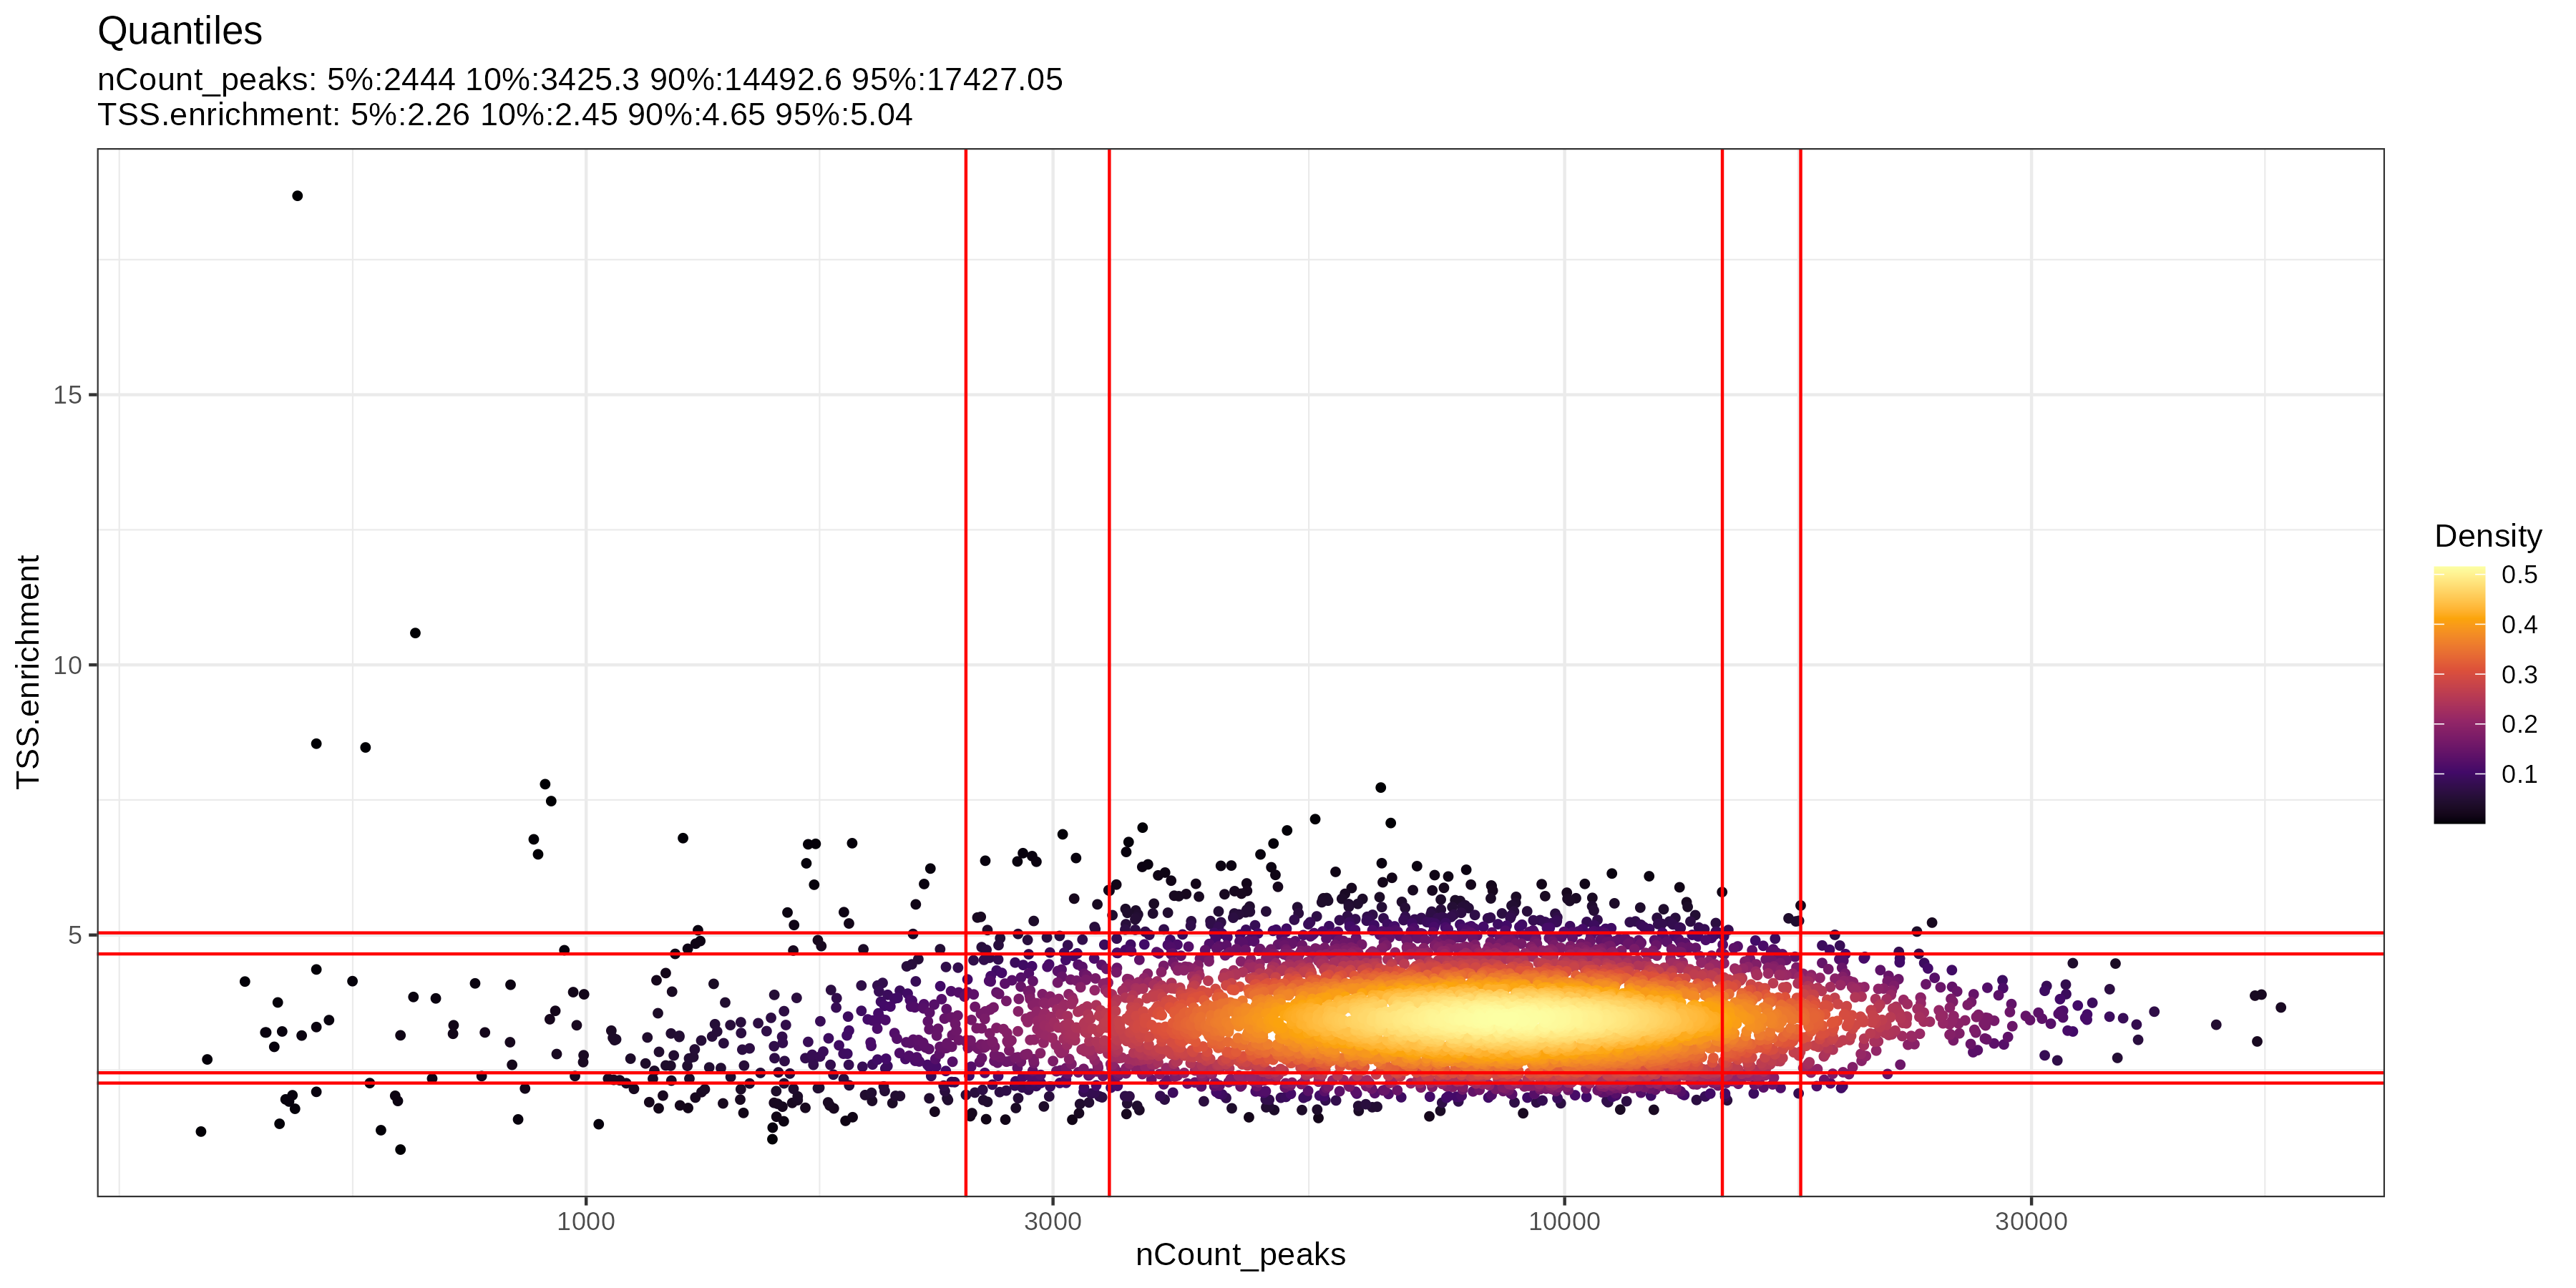 Quantiles
nCount_peaks: 5%:2444 10%:3425.3 90%:14492.6 95%:17427.05
TSS.enrichment: 5%:2.26 10%:2.45 90%:4.65 95%:5.04
15
10
5
TSS.enrichment
1000 3000 10000 30000
nCount_peaks
Density
0.5
0.4
0.3
0.2
0.1